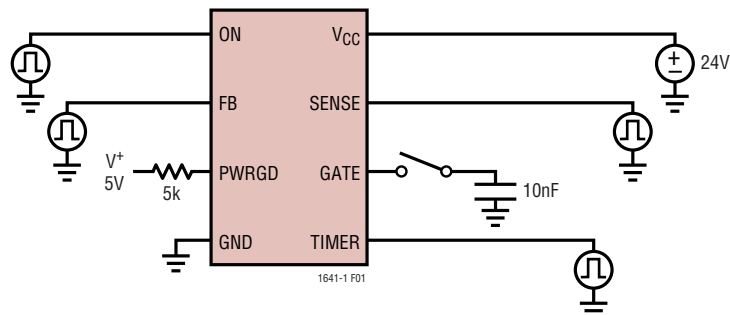 ON
VCC
24V
FB
SENSE
V+
5V
5k
PWRGD
GATE
10nF
GND
TIMER
1641-1 F01